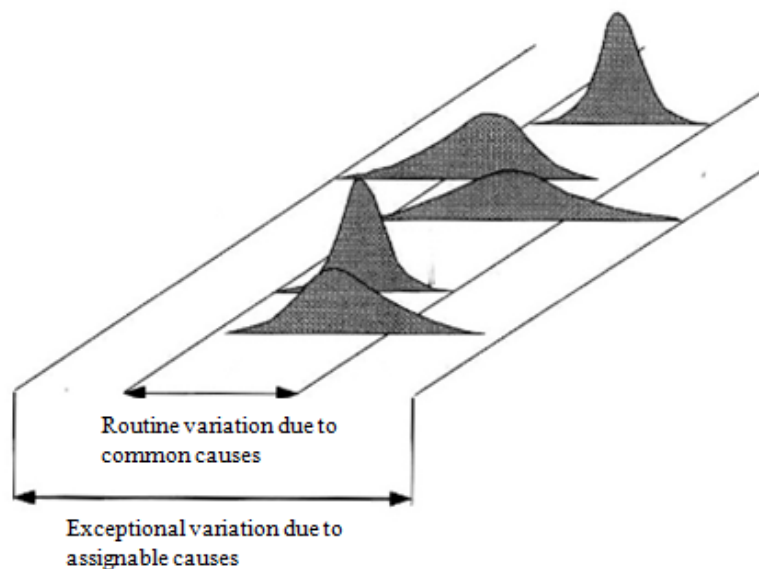 Routine variation due to
common causes
Exceptional variation due to
assignable causes